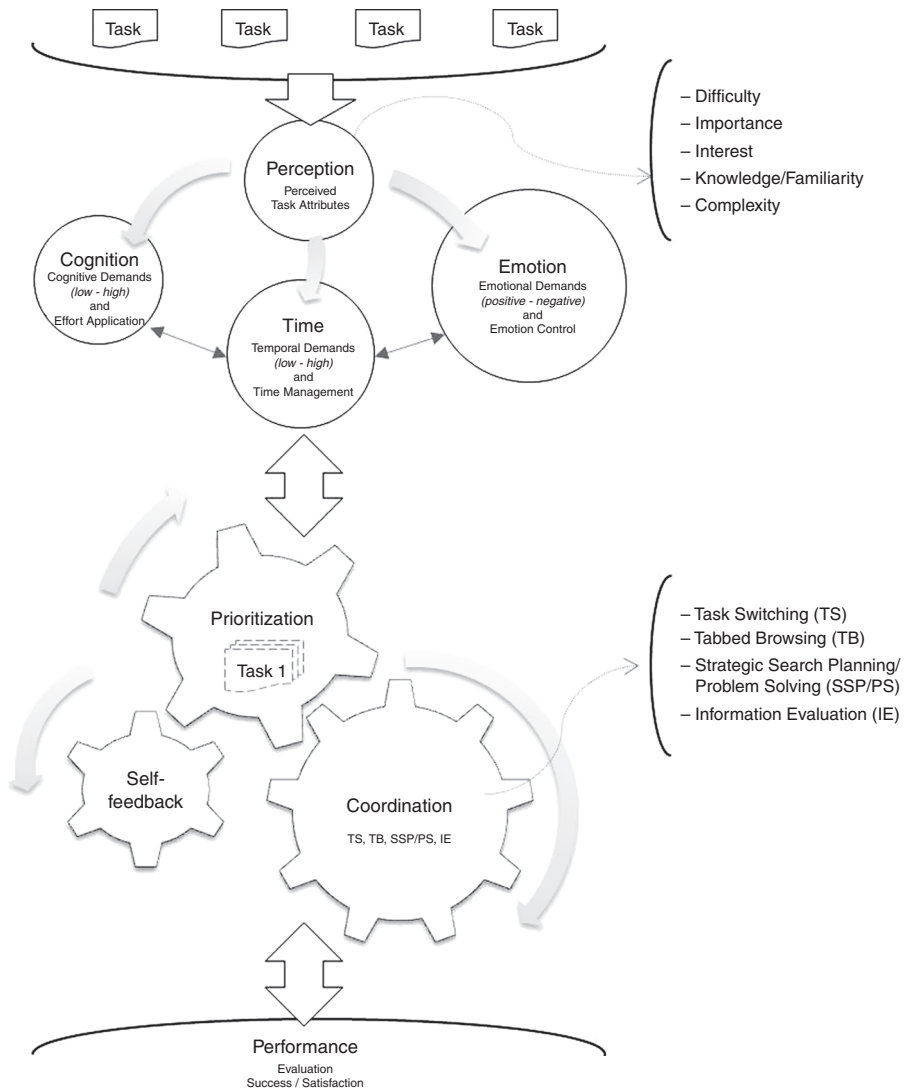 Task
Task
Task
Task
Perception
Perceived
Task Attributes
– Difficulty
– Importance
– Interest
– Knowledge/Familiarity
– Complexity
Cognition
Cognitive Demands
(low - high)
and
Effort Application
Time
Temporal Demands
(low - high)
and
Time Management
Emotion
Emotional Demands
(positive - negative)
and
Emotion Control
Prioritization
Task 1
Self-
feedback
Coordination
TS, TB, SSP/PS, IE
– Task Switching (TS)
– Tabbed Browsing (TB)
– Strategic Search Planning/
Problem Solving (SSP/PS)
– Information Evaluation (IE)
Performance
Evaluation
Success / Satisfaction